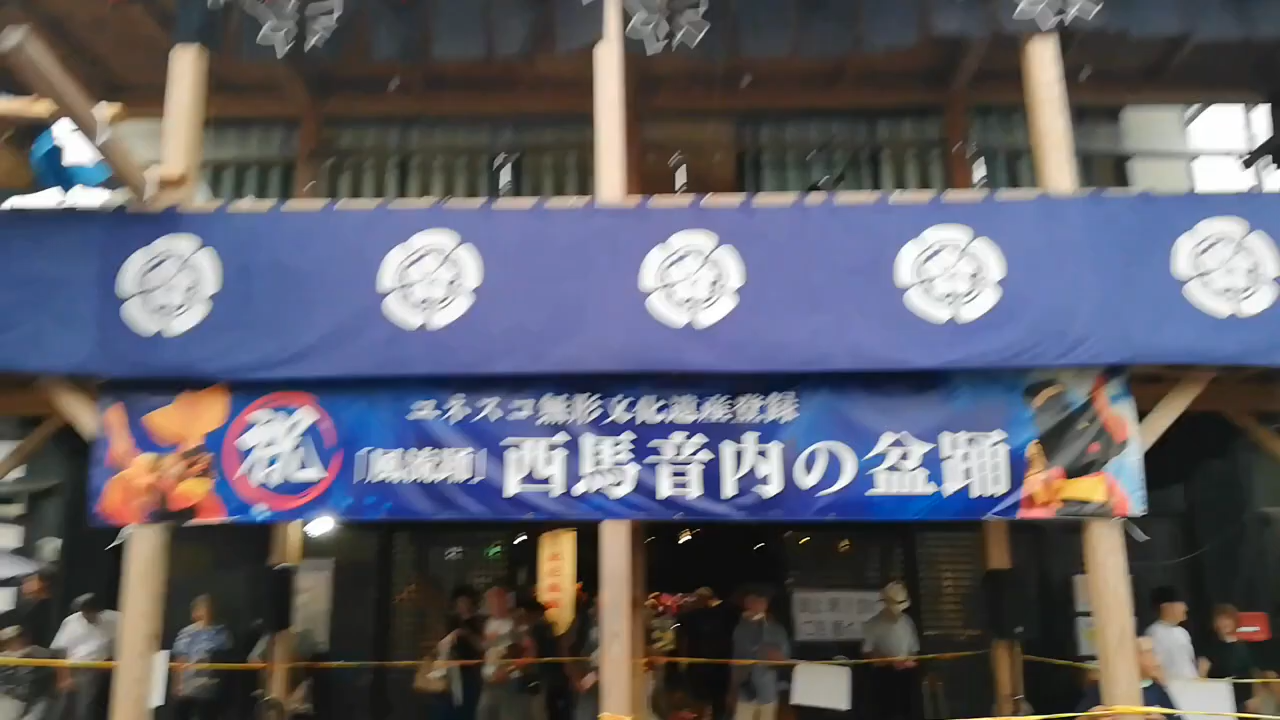 祝
ユネスコ無形文化遺産登録
「風流踊」 西馬音内の盆踊